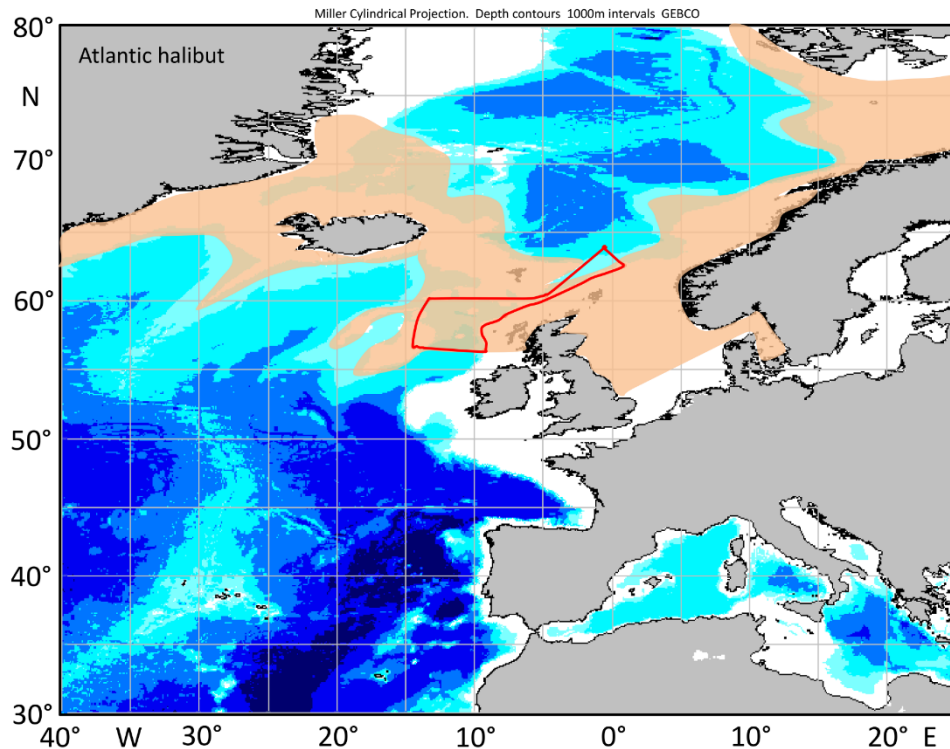 Miller Cylindrical Projection.  Depth contours  1000m intervals  GEBCO
80°
Atlantic halibut
N
70°
60°
50°
40°
30°
40° W 30° 20° 10° 0° 10° 20° E